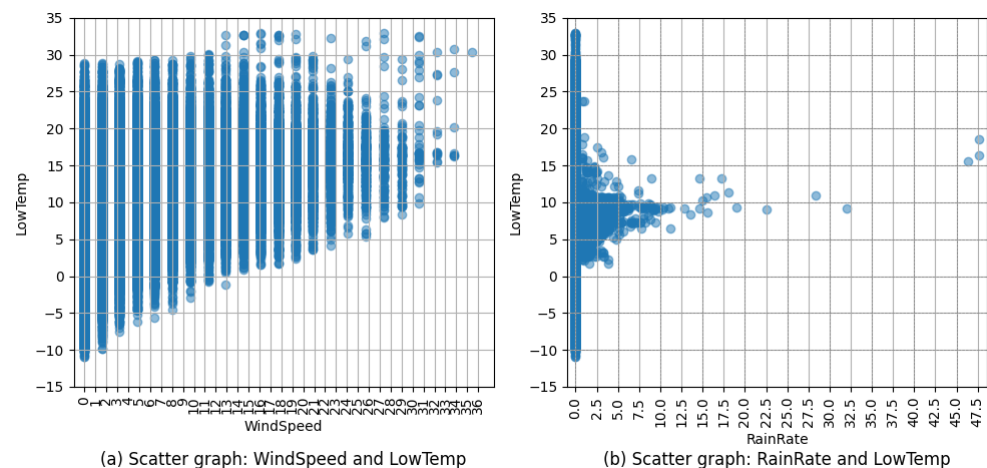 35
30
25
20
15
10
5
0
−5
−10
−15
LowTemp
0 1 2 3 4 5 6 7 8 9 10 11 12 13 14 15 16 17 18 19 20 21 22 23 24 25 26 27 28 29 30 31 32 33 34 35 36
WindSpeed
(a) Scatter graph: WindSpeed and LowTemp
35
30
25
20
15
10
5
0
−5
−10
−15
LowTemp
0.0 2.5 5.0 7.5 10.0 12.5 15.0 17.5 20.0 22.5 25.0 27.5 30.0 32.5 35.0 37.5 40.0 42.5 45.0 47.5
RainRate
(b) Scatter graph: RainRate and LowTemp